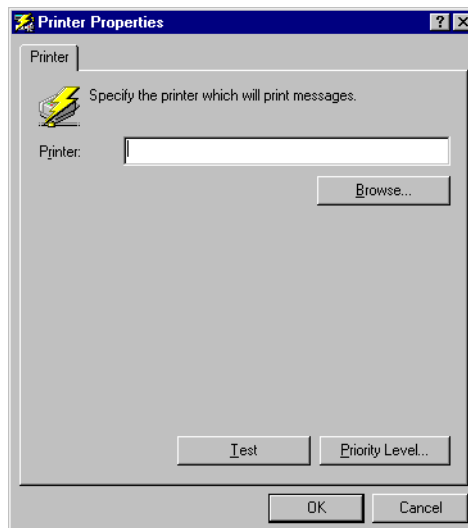 Printer Properties
Printer
Specify the printer which will print messages.
Printer:
Browse...
Test
Priority Level...
OK
Cancel